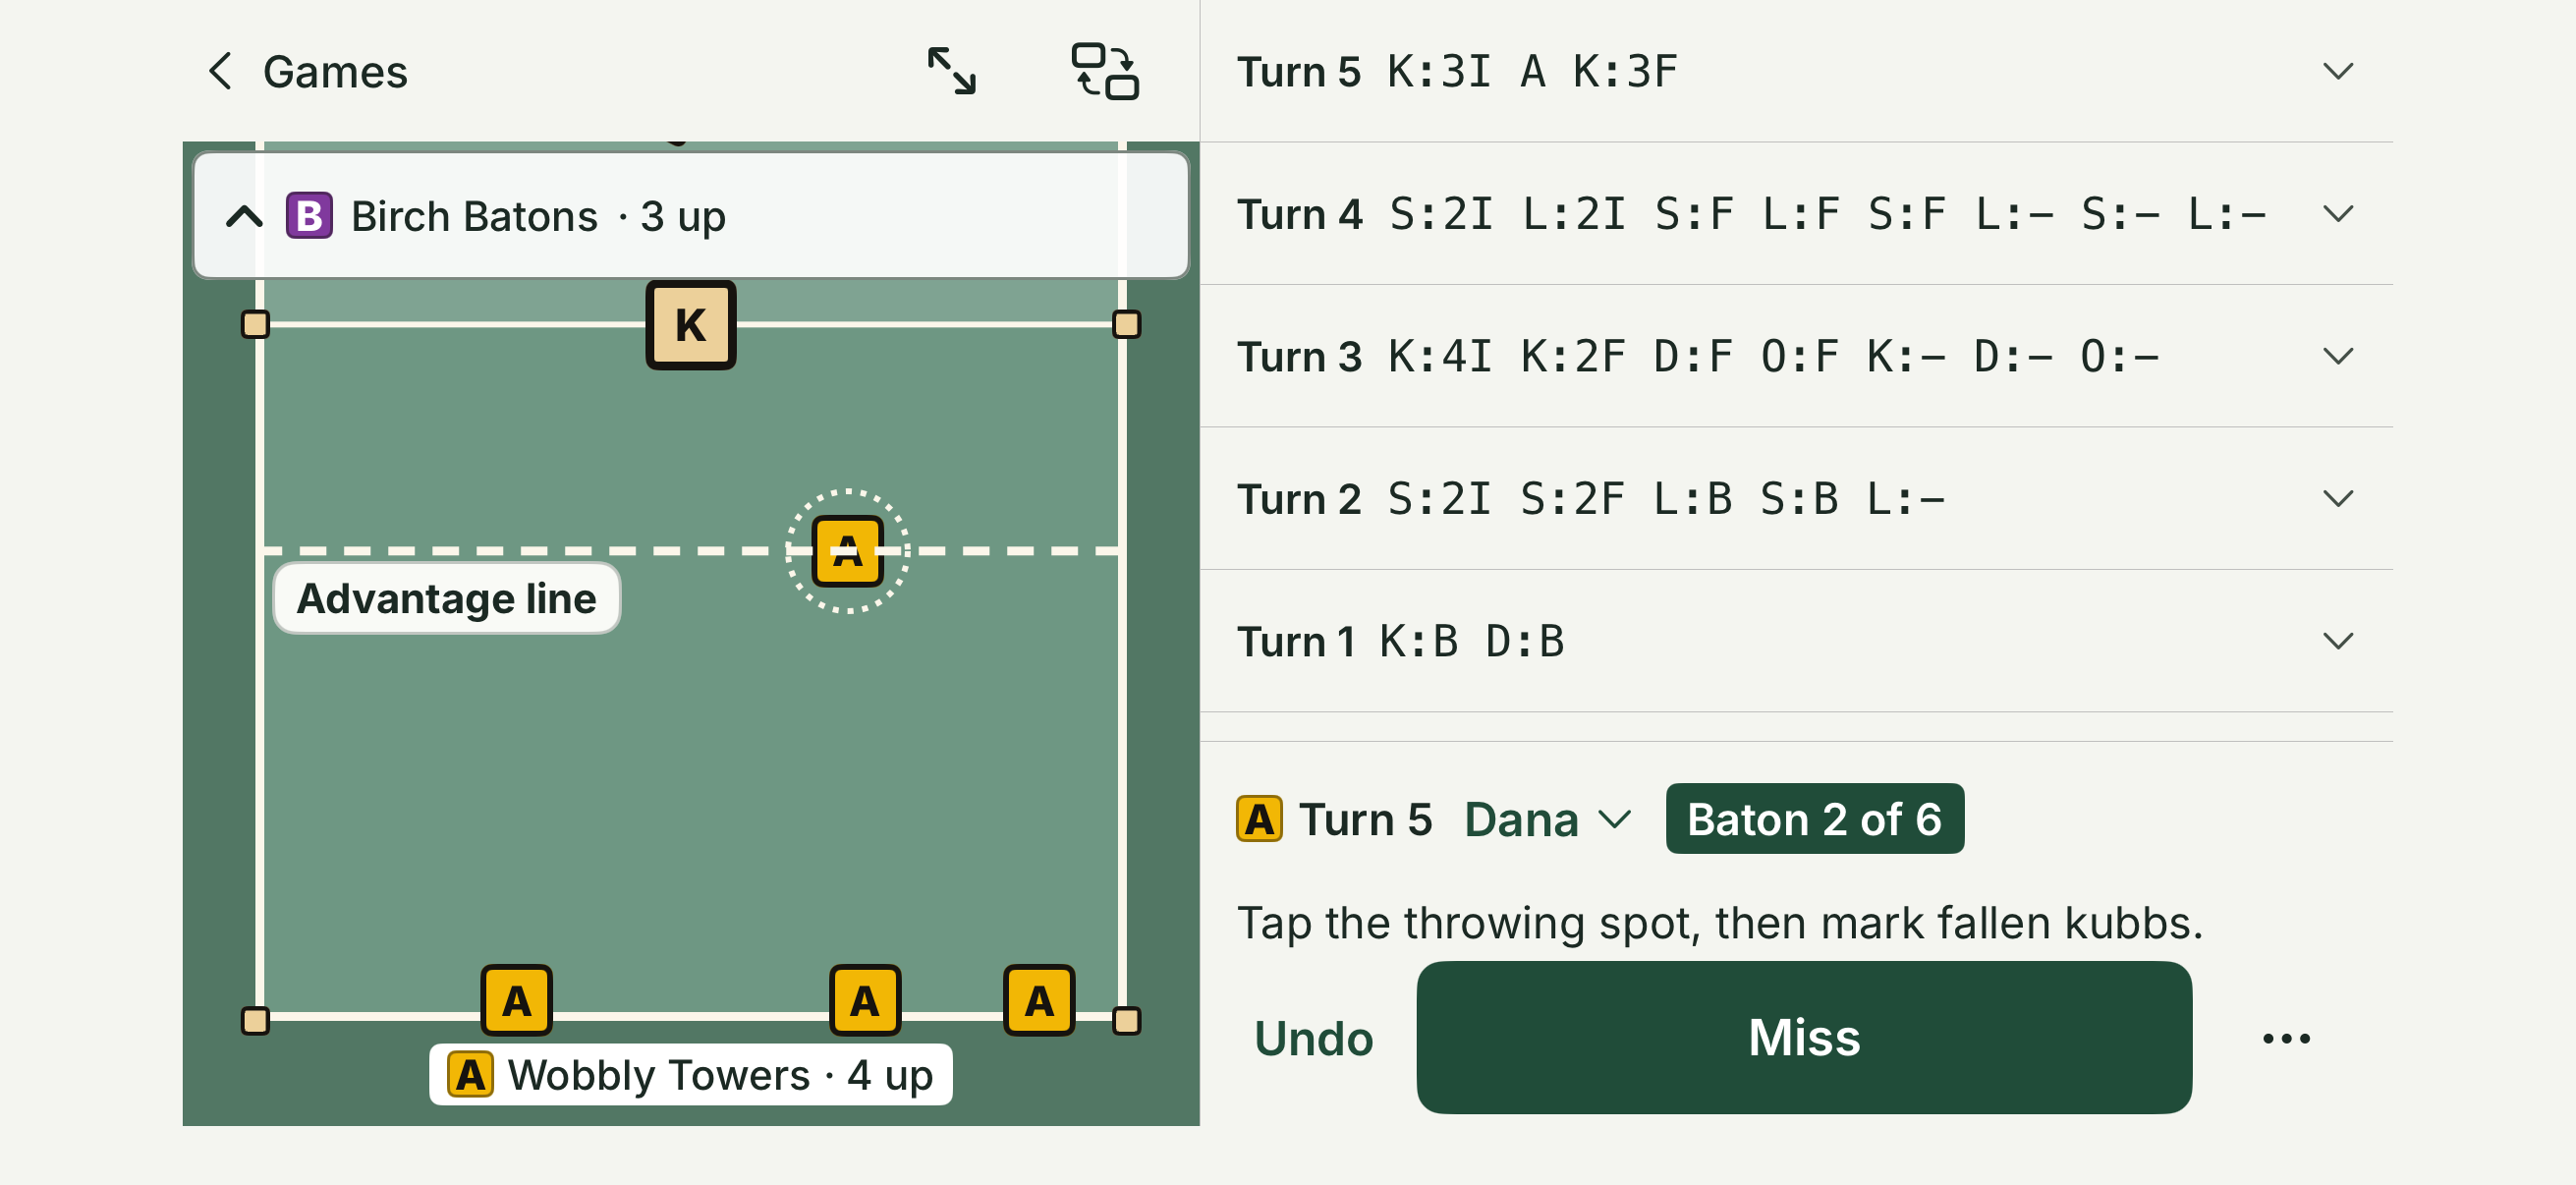 Games
B Birch Batons · 3 up
K
A
Advantage line
A A A
A Wobbly Towers · 4 up
Turn 5 K:3I A K:3F
Turn 4 S:2I L:2I S:F L:F S:F L:– S:– L:–
Turn 3 K:4I K:2F D:F O:F K:– D:– O:–
Turn 2 S:2I S:2F L:B S:B L:–
Turn 1 K:B D:B
A Turn 5 Dana Baton 2 of 6
Tap the throwing spot, then mark fallen kubbs.
Undo Miss